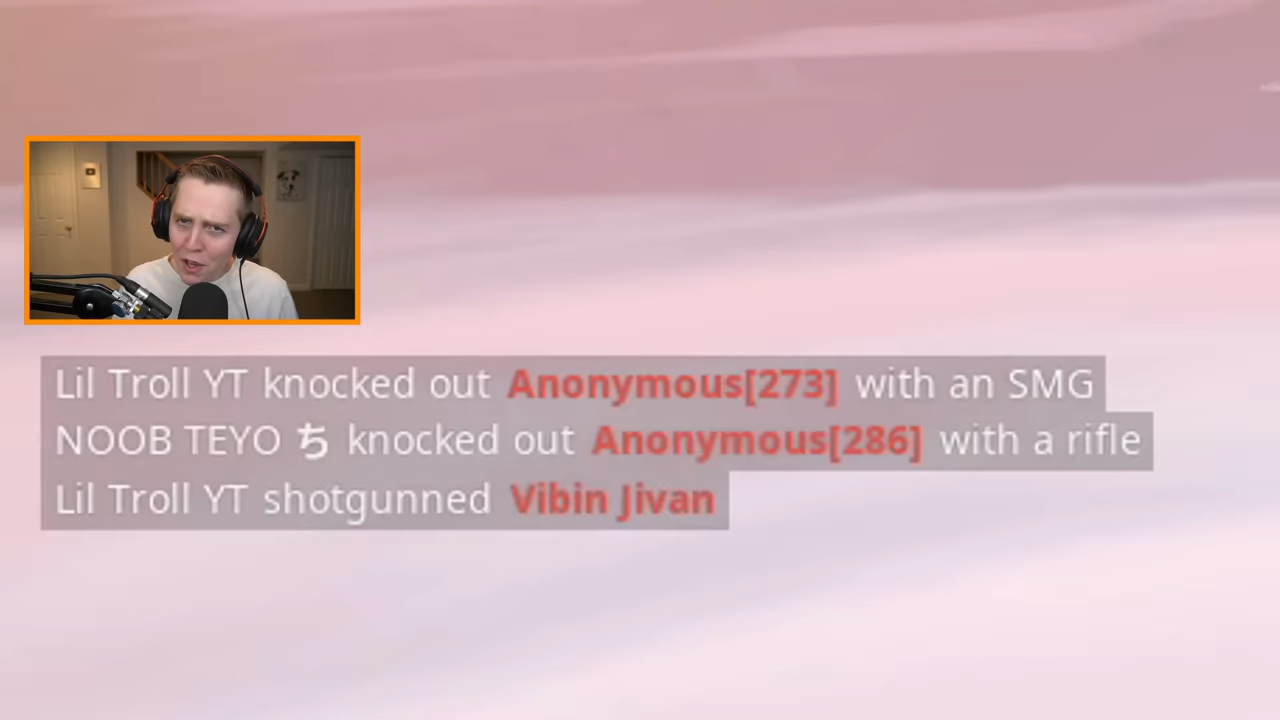 Lil Troll YT knocked out Anonymous[273] with an SMG
NOOB TEYO ち knocked out Anonymous[286] with a rifle
Lil Troll YT shotgunned Vibin Jivan